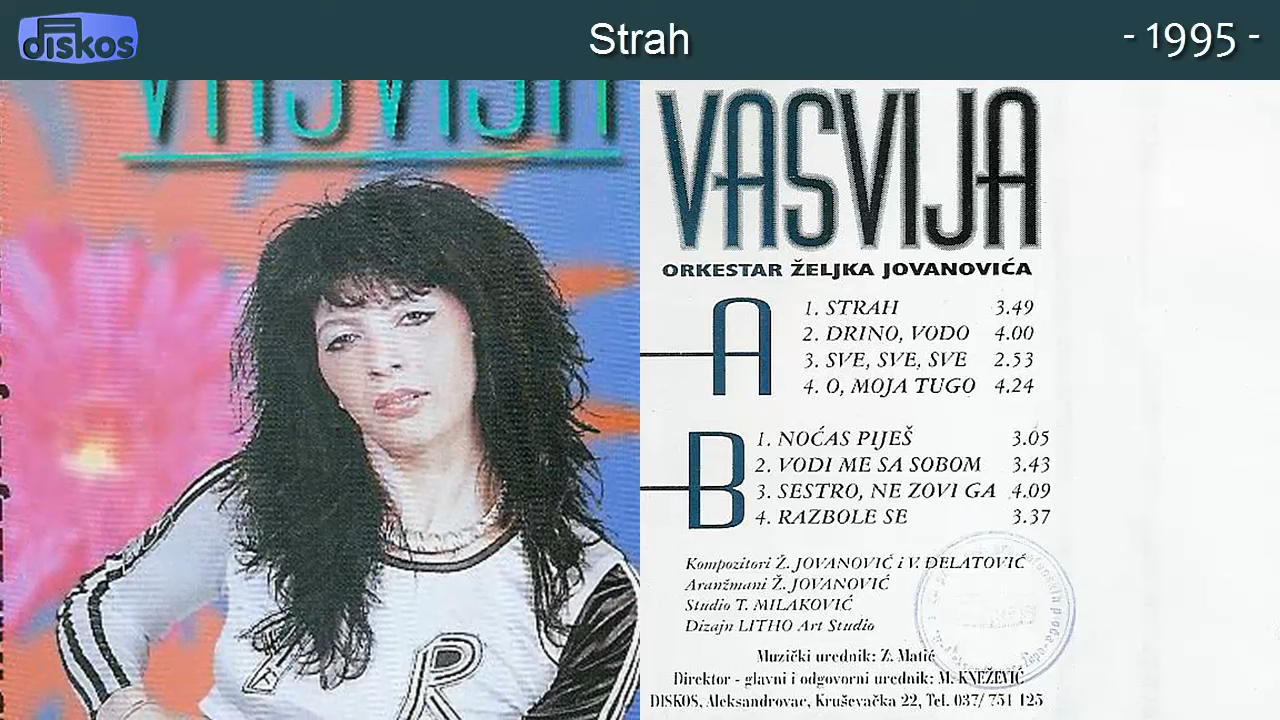 diskos
Strah
- 1995 -
VASVIJA
VASVIJA
ORKESTAR ŽELJKA JOVANOVIĆA
A
1. STRAH 3.49
2. DRINO, VODO 4.00
3. SVE, SVE, SVE 2.53
4. O, MOJA TUGO 4.24
B
1. NOĆAS PIJEŠ 3.05
2. VODI ME SA SOBOM 3.43
3. SESTRO, NE ZOVI GA 4.09
4. RAZBOLE SE 3.37
Kompozitori Ž. JOVANOVIĆ i V. ĐELATOVIĆ
Aranžmani Ž. JOVANOVIĆ
Studio T. MILAKOVIĆ
Dizajn LITHO Art Studio
Muzički urednik: Z. Matić
Direktor - glavni i odgovorni urednik: M. KNEŽEVIĆ
DISKOS, Aleksandrovac, Kruševačka 22, Tel. 037/ 751 125